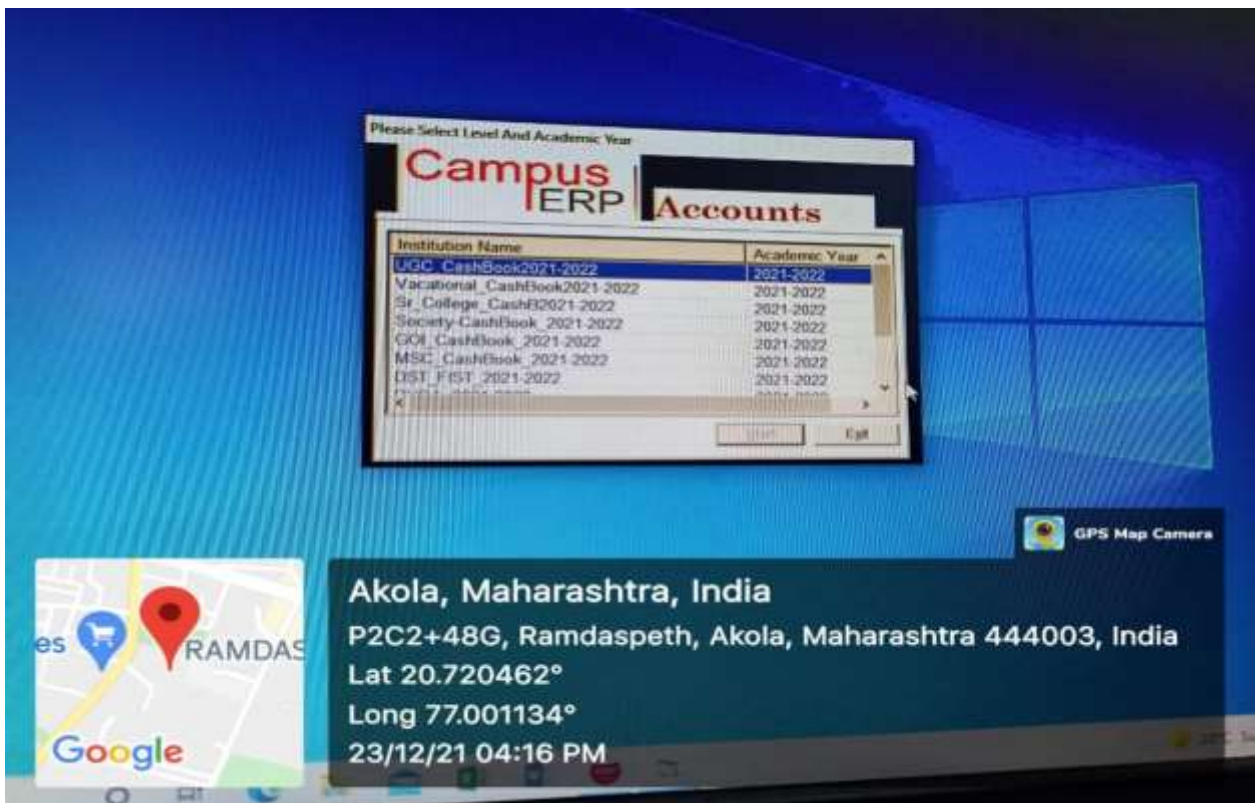 Please Select Level And Academic Year
Campus
ERP
Accounts
Institution Name Academic Year
UGC_CashBook2021-2022 2021-2022
Vacational_CashBook2021-2022 2021-2022
Sr_College_CashB2021-2022 2021-2022
Society-CashBook_2021-2022 2021-2022
GOI_CashBook_2021-2022 2021-2022
MSC_CashBook_2021-2022 2021-2022
DST_FIST_2021-2022 2021-2022
Exit
GPS Map Camera
es
RAMDAS
Google
Akola, Maharashtra, India
P2C2+48G, Ramdaspeth, Akola, Maharashtra 444003, India
Lat 20.720462°
Long 77.001134°
23/12/21 04:16 PM